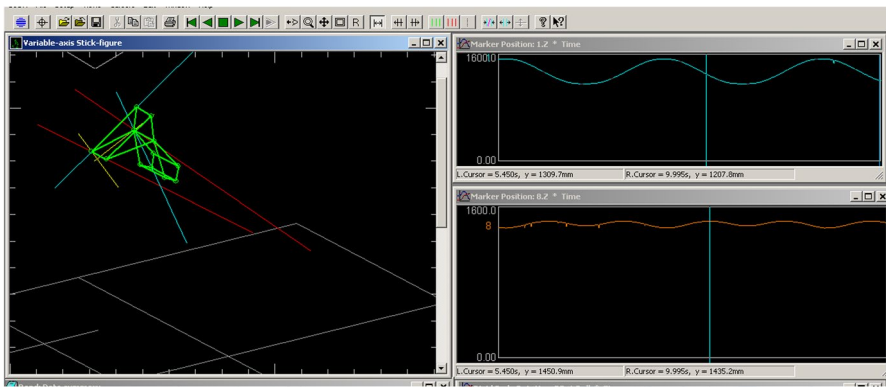 Variable-axis Stick-figure
Marker Position: 1.Z * Time
1600.0
0.00
L.Cursor = 5.450s, y = 1309.7mm
R.Cursor = 9.995s, y = 1207.8mm
Marker Position: 8.Z * Time
1600.0
8
0.00
L.Cursor = 5.450s, y = 1450.9mm
R.Cursor = 9.995s, y = 1435.2mm